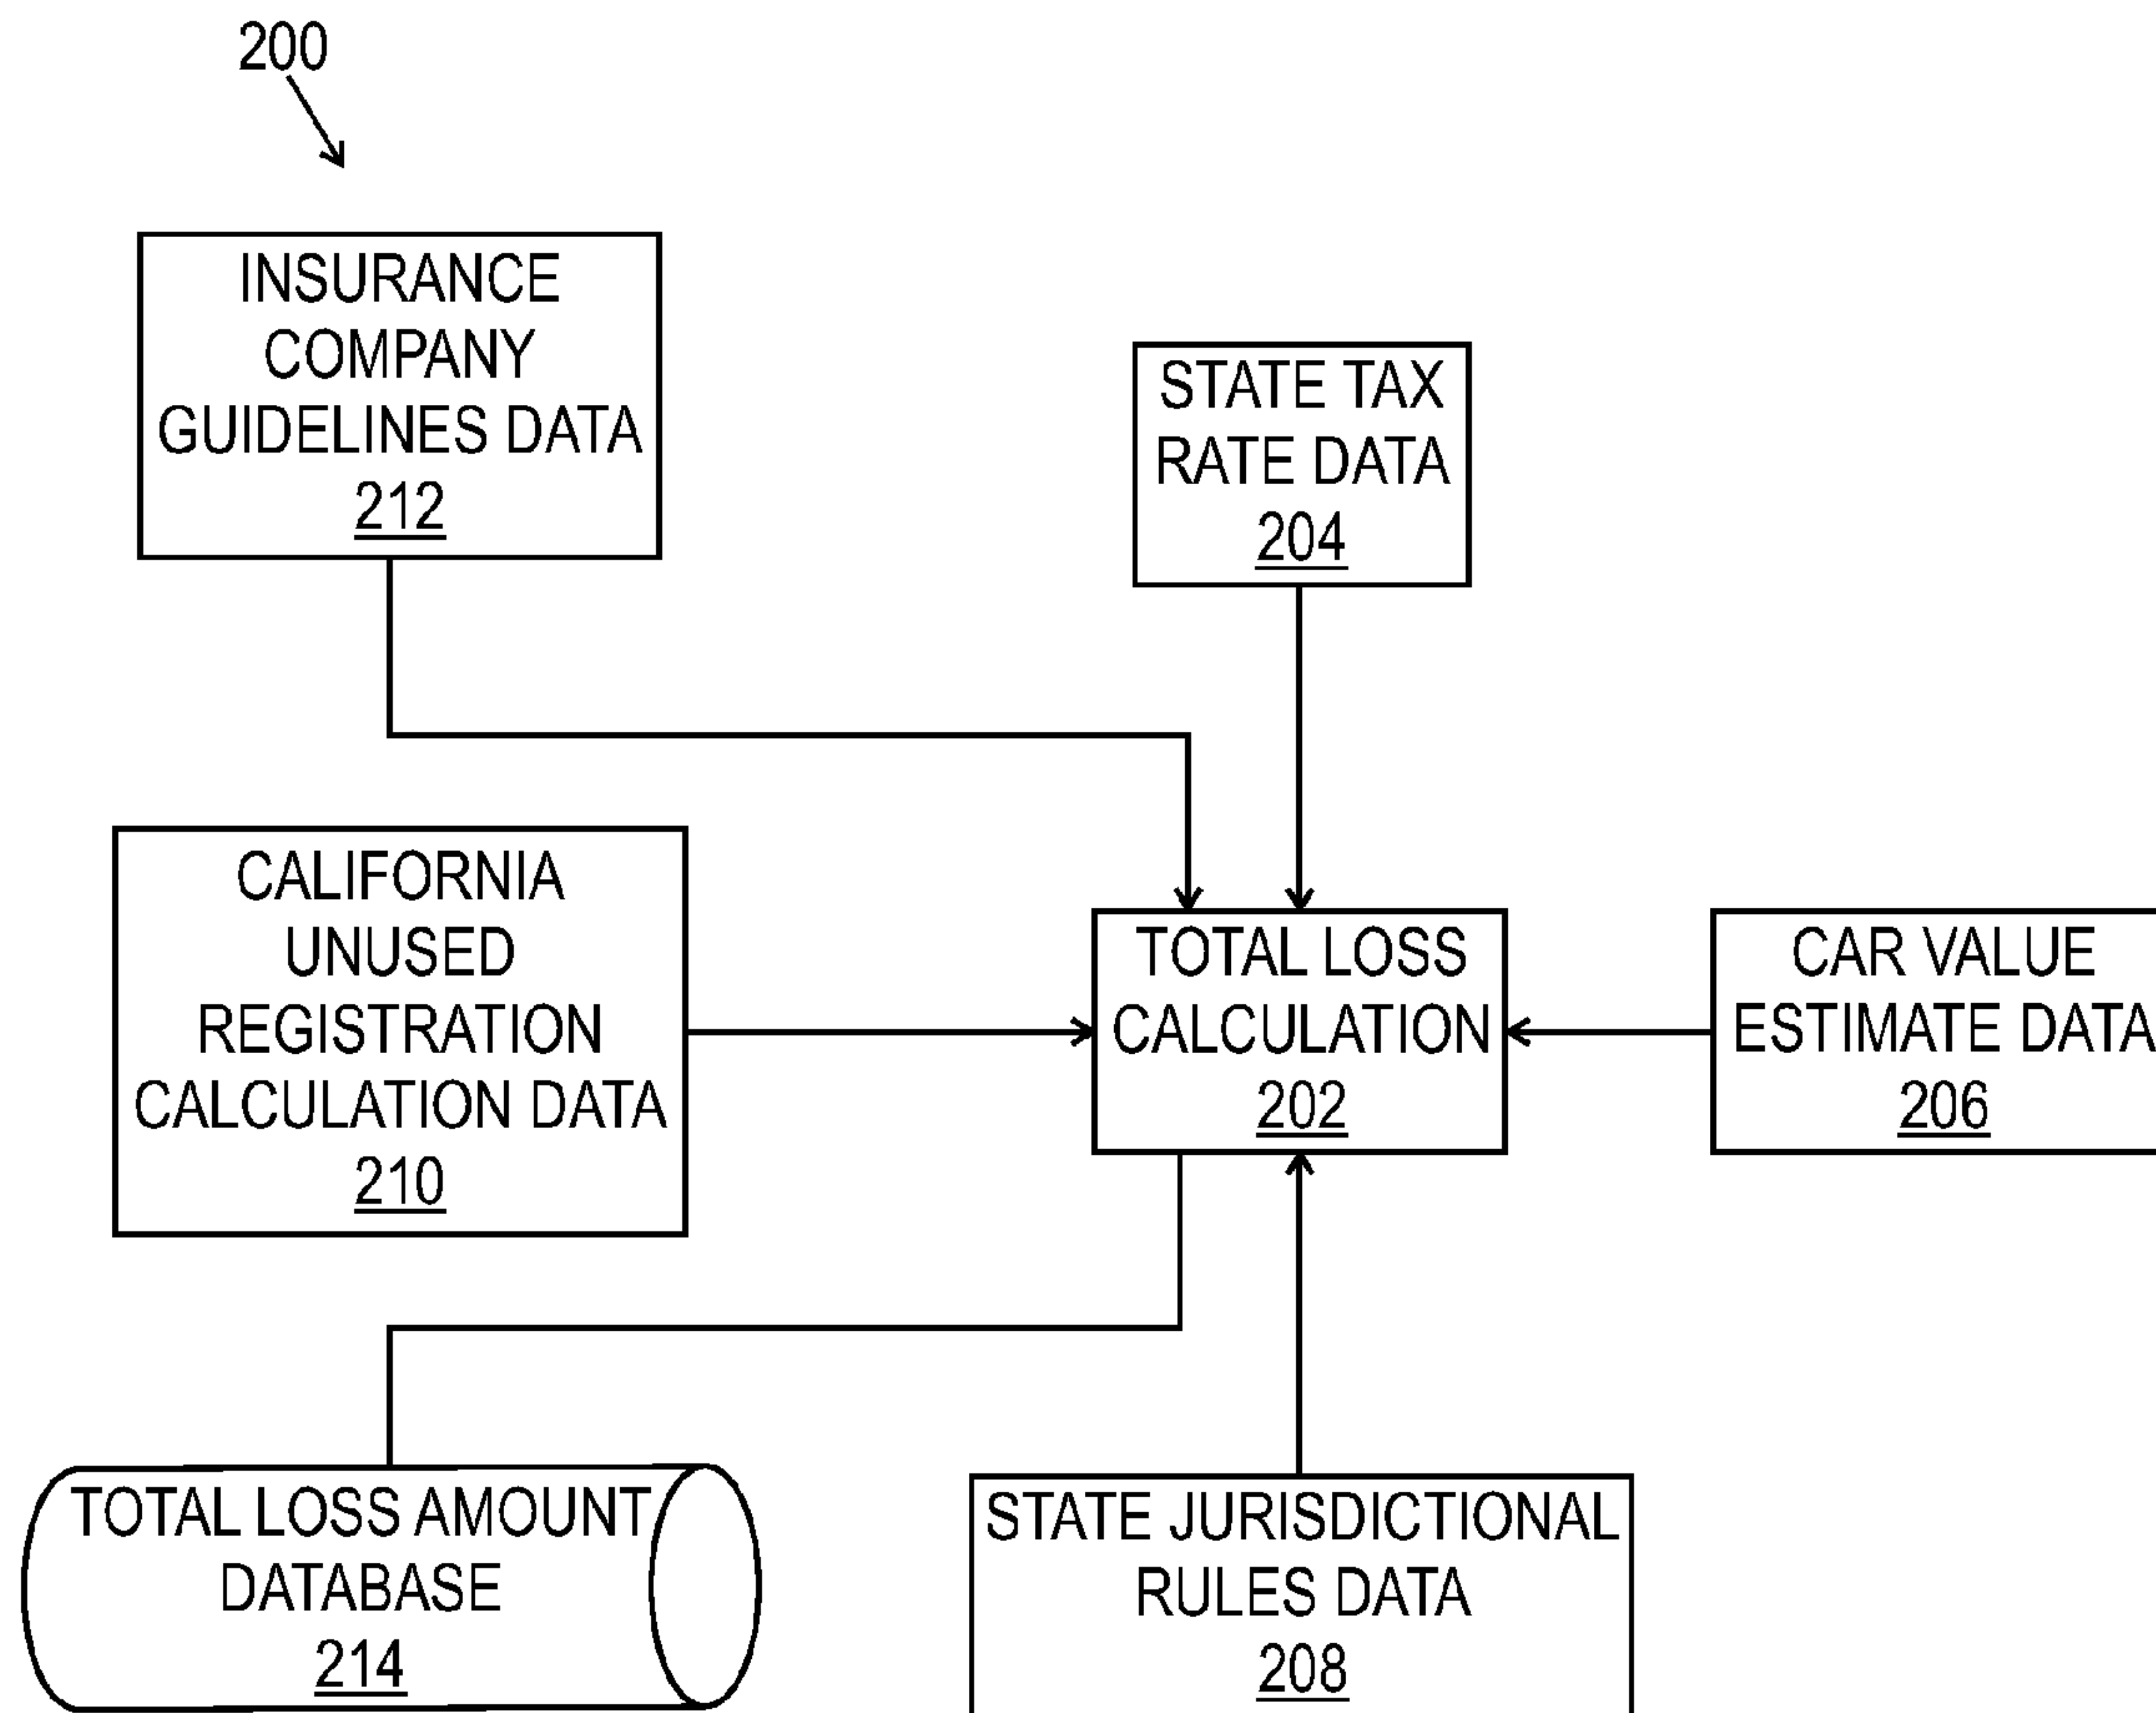 200
INSURANCE
COMPANY
GUIDELINES DATA
212
STATE TAX
RATE DATA
204
CALIFORNIA
UNUSED
REGISTRATION
CALCULATION DATA
210
TOTAL LOSS
CALCULATION
202
CAR VALUE
ESTIMATE DATA
206
TOTAL LOSS AMOUNT
DATABASE
214
STATE JURISDICTIONAL
RULES DATA
208